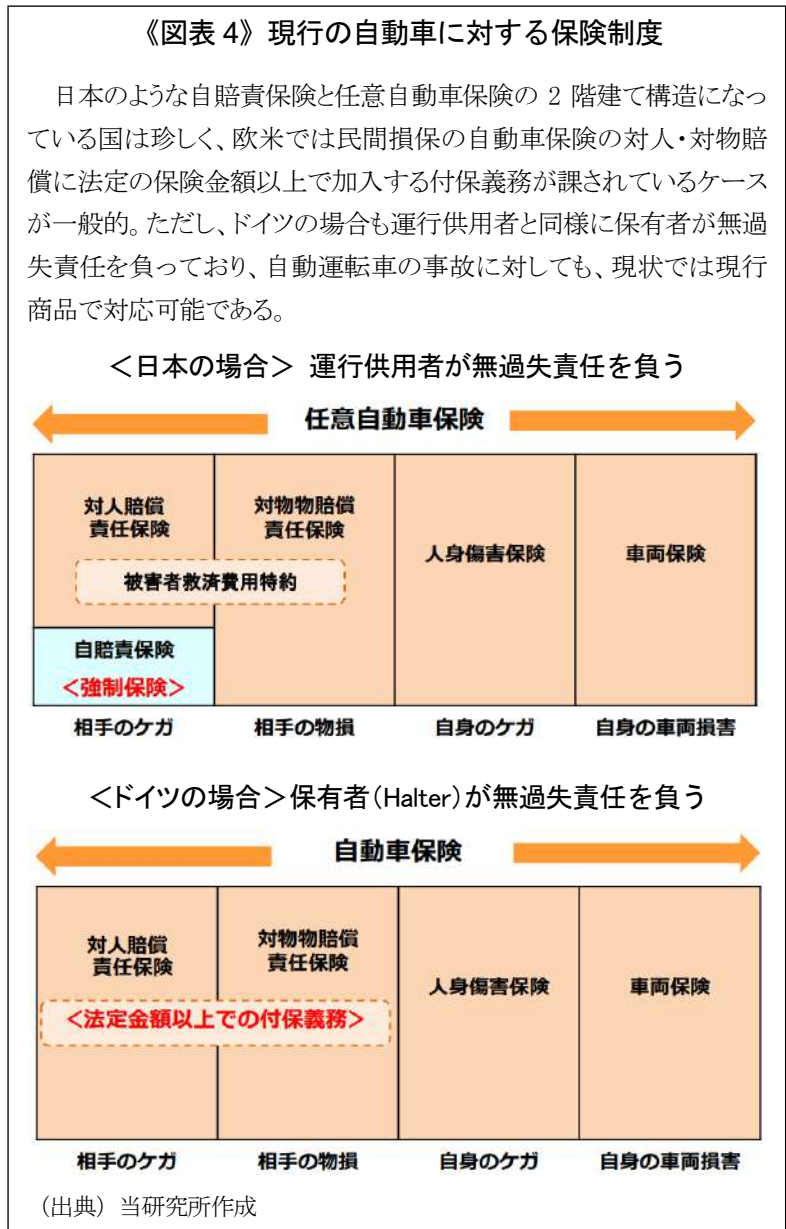 《図表 4》 現行の自動車に対する保険制度
日本のような自賠責保険と任意自動車保険の 2 階建て構造になっ
ている国は珍しく、欧米では民間損保の自動車保険の対人・対物賠
償に法定の保険金額以上で加入する付保義務が課されているケース
が一般的。ただし、ドイツの場合も運行供用者と同様に保有者が無過
失責任を負っており、自動運転車の事故に対しても、現状では現行
商品で対応可能である。
＜日本の場合＞ 運行供用者が無過失責任を負う
任意自動車保険
対人賠償
責任保険
対物物賠償
責任保険
人身傷害保険
車両保険
被害者救済費用特約
自賠責保険
＜強制保険＞
相手のケガ
相手の物損
自身のケガ
自身の車両損害
＜ドイツの場合＞保有者（Halter）が無過失責任を負う
自動車保険
対人賠償
責任保険
対物物賠償
責任保険
人身傷害保険
車両保険
＜法定金額以上での付保義務＞
相手のケガ
相手の物損
自身のケガ
自身の車両損害
（出典） 当研究所作成